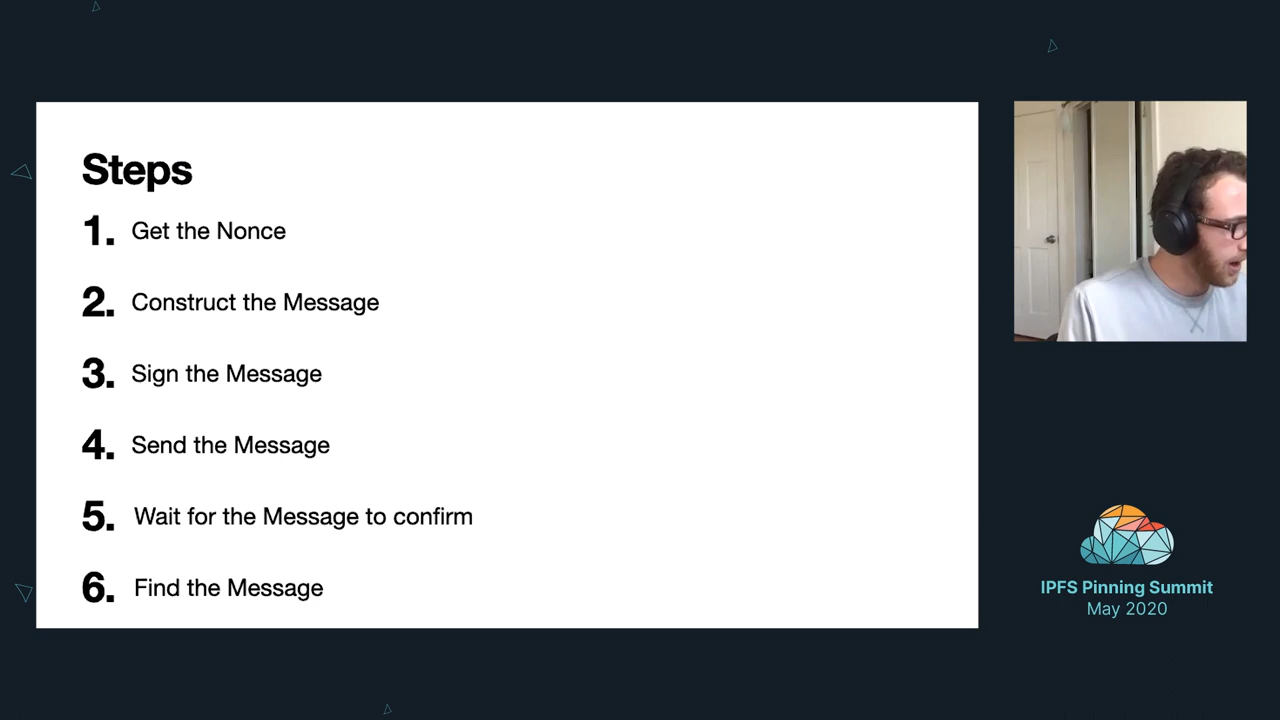 Steps
1. Get the Nonce
2. Construct the Message
3. Sign the Message
4. Send the Message
5. Wait for the Message to confirm
6. Find the Message
IPFS Pinning Summit
May 2020